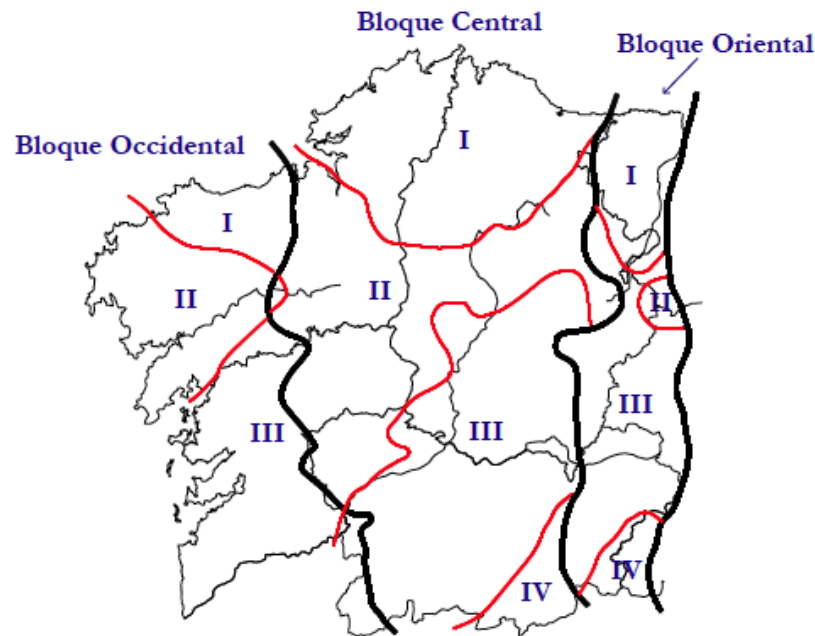 Bloque Central
Bloque Oriental
Bloque Occidental
I
I
I
II
II
II
III
III
III
IV
IV